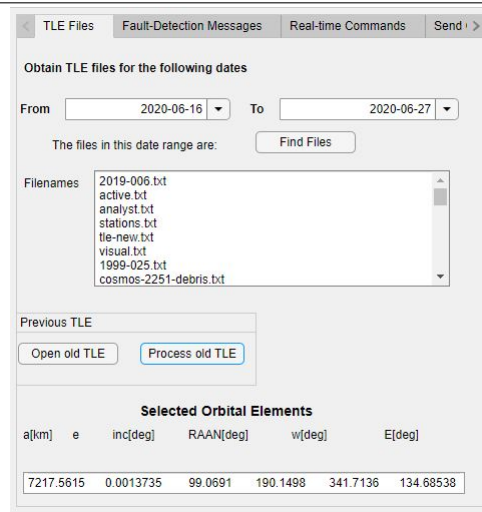 TLE Files Fault-Detection Messages Real-time Commands Send
Obtain TLE files for the following dates
From 2020-06-16 To 2020-06-27
The files in this date range are: Find Files
Filenames
2019-006.txt
active.txt
analyst.txt
stations.txt
tle-new.txt
visual.txt
1999-025.txt
cosmos-2251-debris.txt
Previous TLE
Open old TLE Process old TLE
Selected Orbital Elements
a[km] e inc[deg] RAAN[deg] w[deg] E[deg]
7217.5615 0.0013735 99.0691 190.1498 341.7136 134.68538